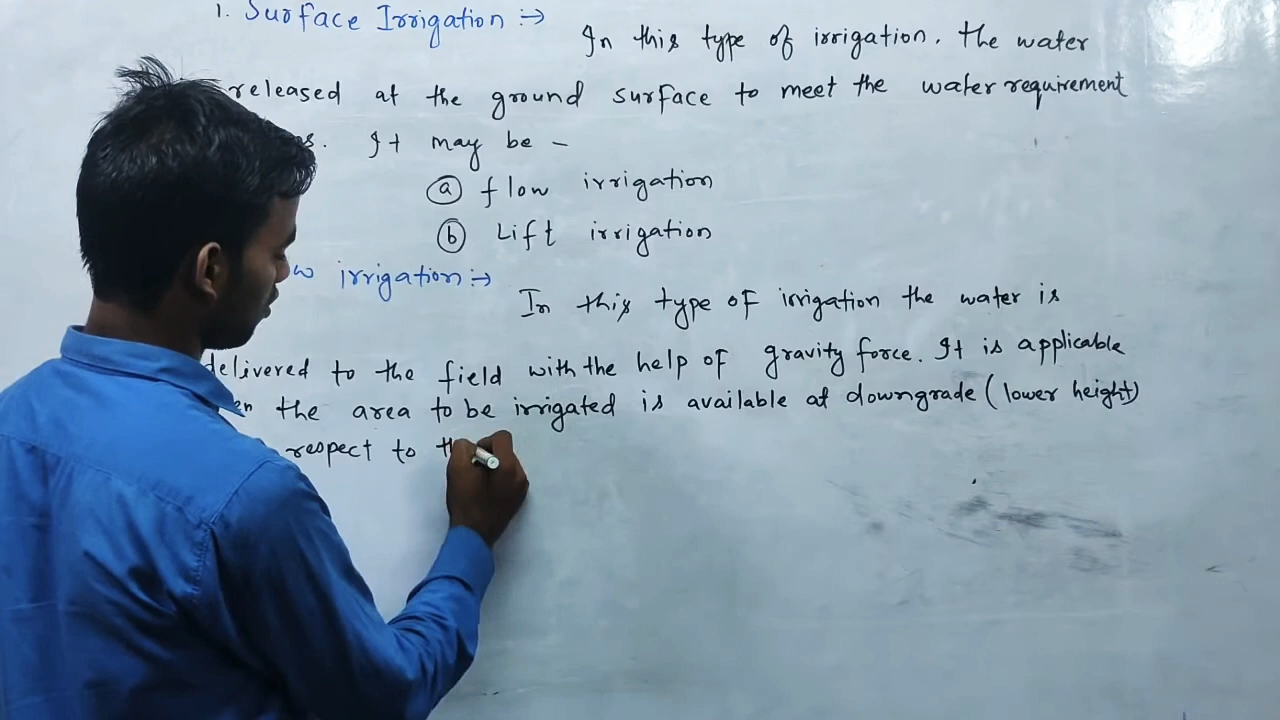 1. Surface Irrigation :→
In this type of irrigation, the water
released at the ground surface to meet the water requirement
It may be -
(a) flow irrigation
(b) Lift irrigation
irrigation :→
In this type of irrigation the water is
delivered to the field with the help of gravity force. It is applicable
the area to be irrigated is available at downgrade (lower height)
respect to